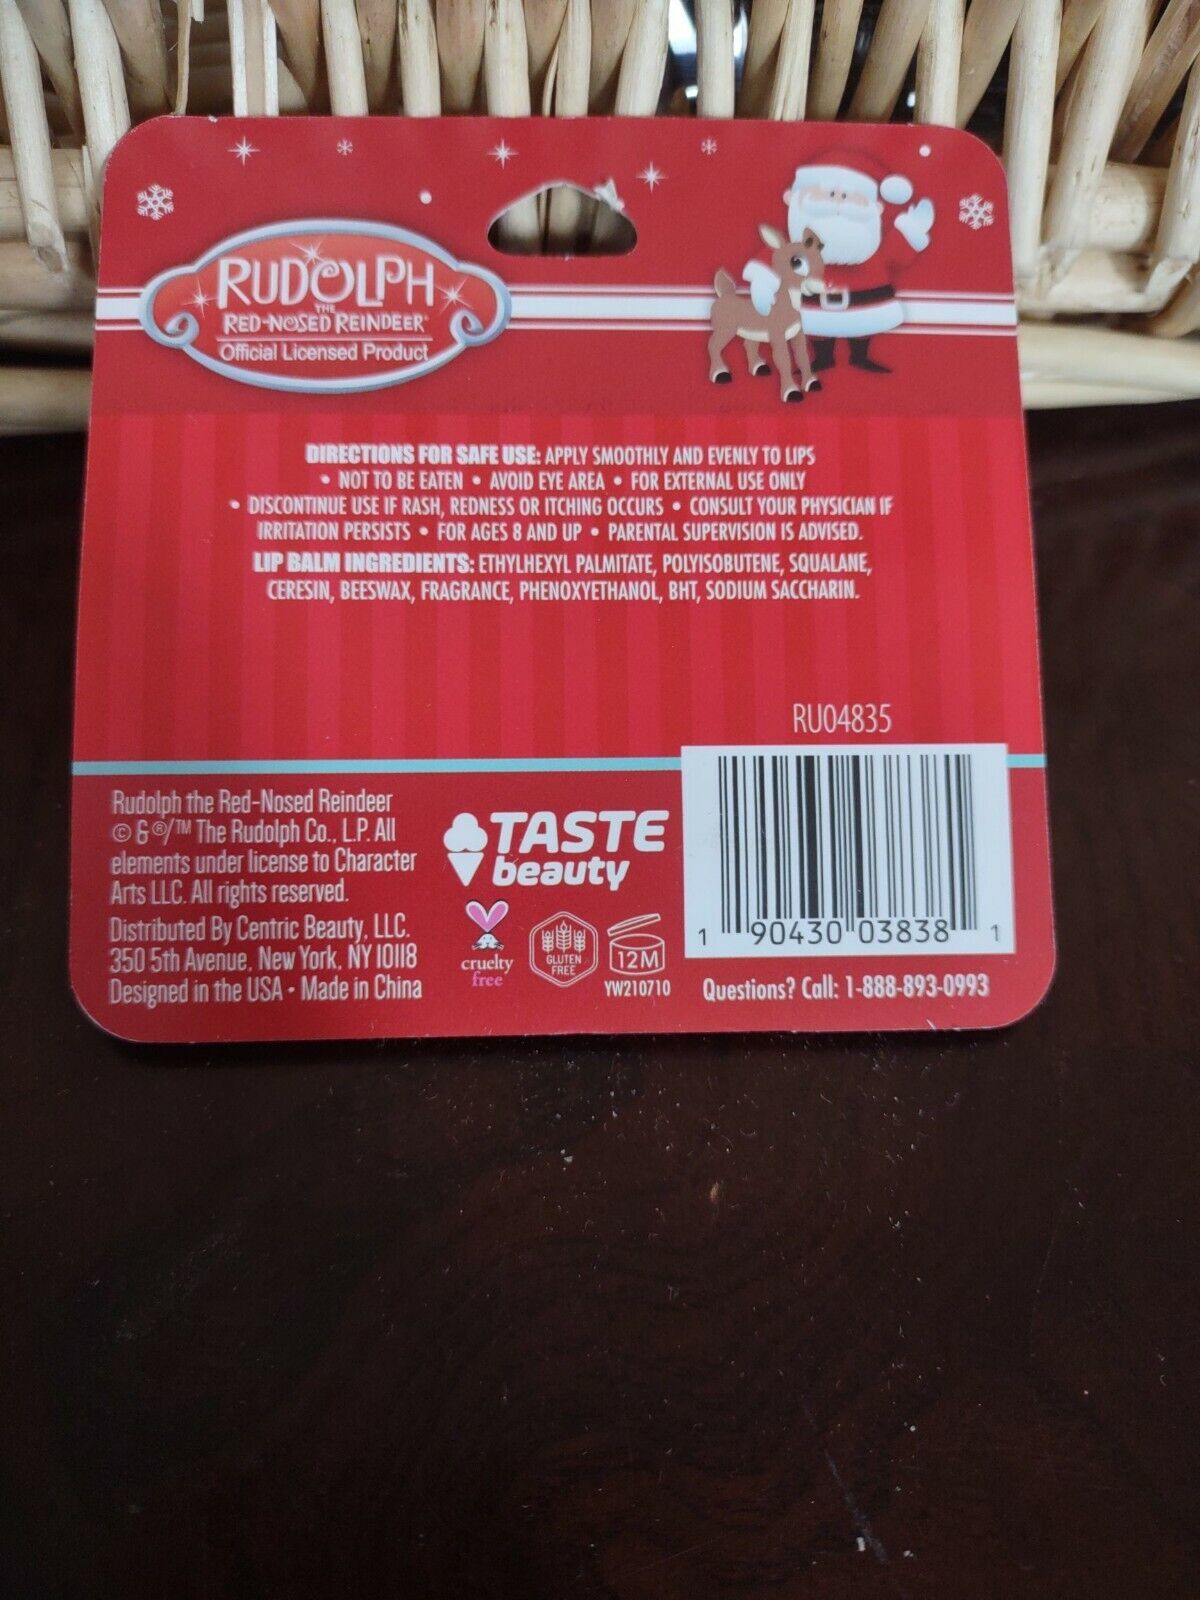 RUDOLPH
THE
RED-NOSED REINDEER®
Official Licensed Product
DIRECTIONS FOR SAFE USE: APPLY SMOOTHLY AND EVENLY TO LIPS
• NOT TO BE EATEN • AVOID EYE AREA • FOR EXTERNAL USE ONLY
• DISCONTINUE USE IF RASH, REDNESS OR ITCHING OCCURS • CONSULT YOUR PHYSICIAN IF
IRRITATION PERSISTS • FOR AGES 8 AND UP • PARENTAL SUPERVISION IS ADVISED.
LIP BALM INGREDIENTS: ETHYLHEXYL PALMITATE, POLYISOBUTENE, SQUALANE,
CERESIN, BEESWAX, FRAGRANCE, PHENOXYETHANOL, BHT, SODIUM SACCHARIN.
RU04835
Rudolph the Red-Nosed Reindeer
© & ®/™ The Rudolph Co., L.P. All
elements under license to Character
Arts LLC. All rights reserved.
Distributed By Centric Beauty, LLC.
350 5th Avenue, New York, NY 10118
Designed in the USA • Made in China
TASTE
beauty
cruelty
free
GLUTEN
FREE
12M
YW210710
1 90430 03838 1
Questions? Call: 1-888-893-0993